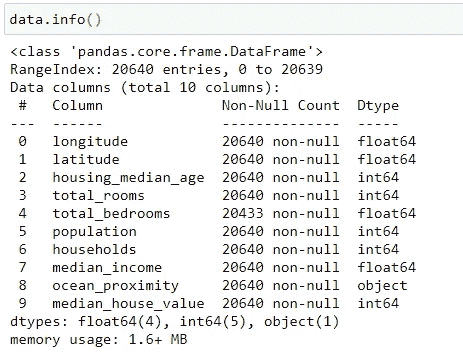 data.info()
<class 'pandas.core.frame.DataFrame'>
RangeIndex: 20640 entries, 0 to 20639
Data columns (total 10 columns):
 #   Column              Non-Null Count  Dtype
---  ------              --------------  -----
 0   longitude           20640 non-null  float64
 1   latitude            20640 non-null  float64
 2   housing_median_age  20640 non-null  int64
 3   total_rooms         20640 non-null  int64
 4   total_bedrooms      20433 non-null  float64
 5   population          20640 non-null  int64
 6   households          20640 non-null  int64
 7   median_income       20640 non-null  float64
 8   ocean_proximity     20640 non-null  object
 9   median_house_value  20640 non-null  int64
dtypes: float64(4), int64(5), object(1)
memory usage: 1.6+ MB